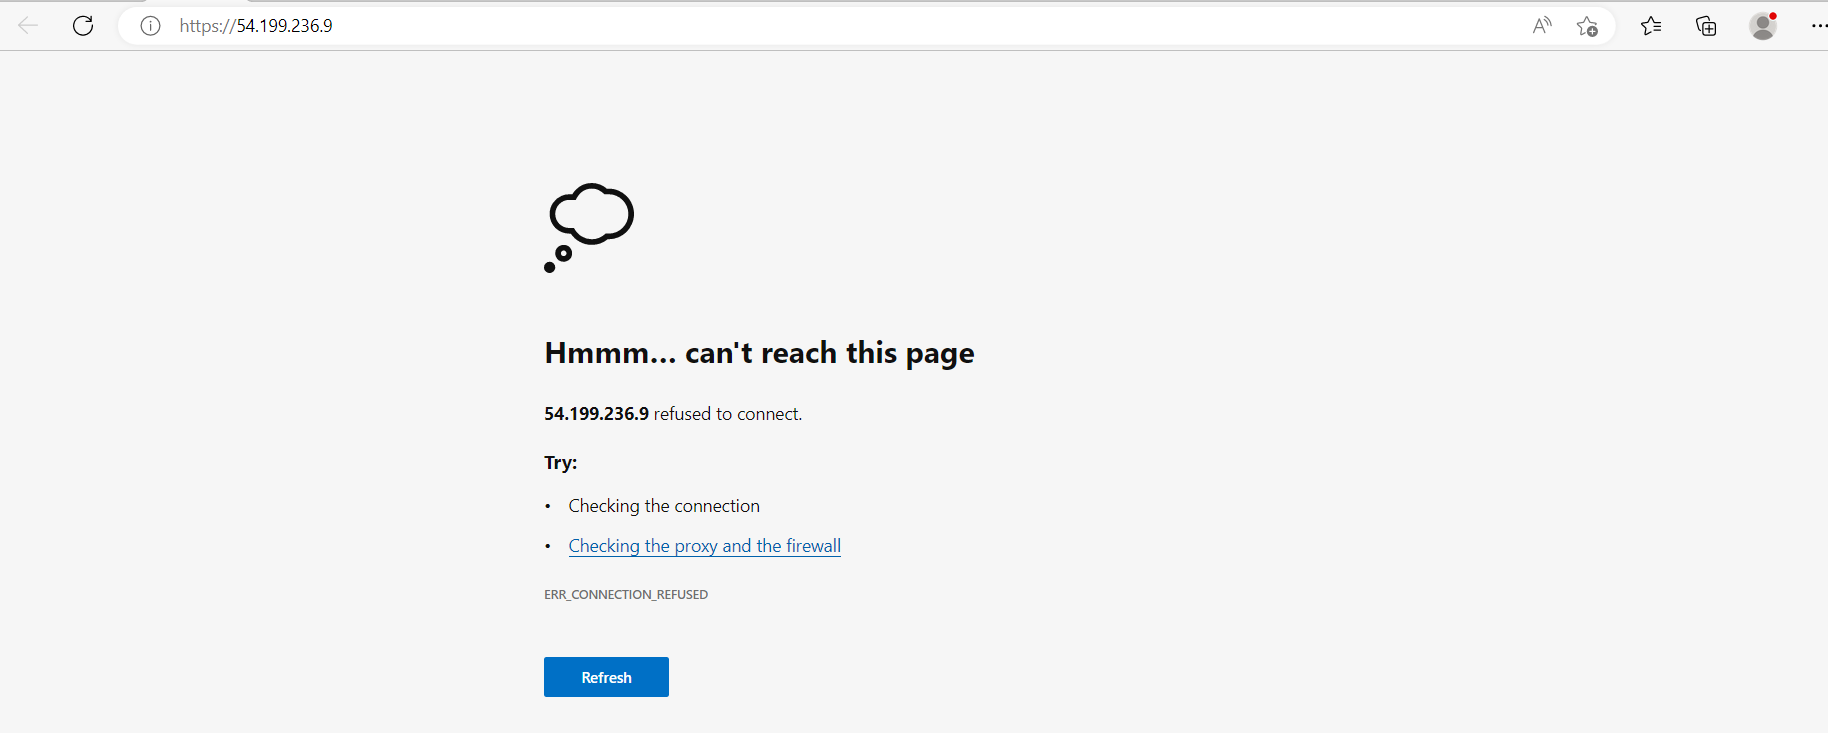 https://54.199.236.9
Hmmm... can't reach this page
54.199.236.9 refused to connect.
Try:
• Checking the connection
• Checking the proxy and the firewall
ERR_CONNECTION_REFUSED
Refresh